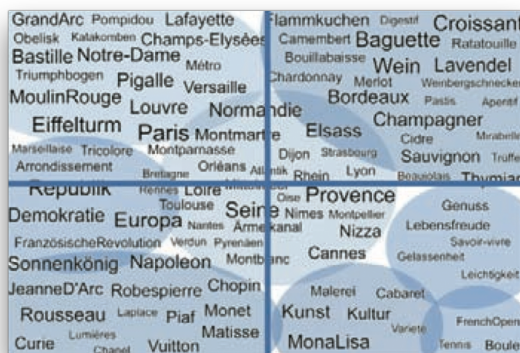 GrandArc Pompidou Lafayette
Obelisk Katakomben Champs-Elysées
Bastille Notre-Dame Métro
Triumphbogen Pigalle Versaille
MoulinRouge Louvre Normandie
Eiffelturm Paris Montmartre
Marseillaise Tricolore Montparnasse
Arrondissement Bretagne Orléans Atlantik
Flammkuchen Digestif Croissant
Camembert Baguette Ratatouille
Bouillabaisse Wein Lavendel
Chardonnay Merlot Weinbergschnecken
Bordeaux Pastis Aperitif
Champagner
Elsass Cidre Mirabelle
Dijon Strasbourg Sauvignon Trüffel
Rhein Lyon Beaujolais Thymian
Republik Rennes Loire
Toulouse
Demokratie Europa Nantes Seine Ärmelkanal
FranzösischeRevolution Verdun Pyrenäen
Sonnenkönig Napoleon Montblanc
JeanneD'Arc Robespierre Chopin
Rousseau Laplace Piaf Monet
Curie Lumières Matisse
Chanel Vuitton
Oise Provence
Nimes Montpellier
Nizza
Cannes
Genuss
Lebensfreude
Savoir-vivre
Gelassenheit
Leichtigkeit
Malerei Cabaret
Kunst Kultur
Varieté
MonaLisa
FrenchOpen
Tennis Boule